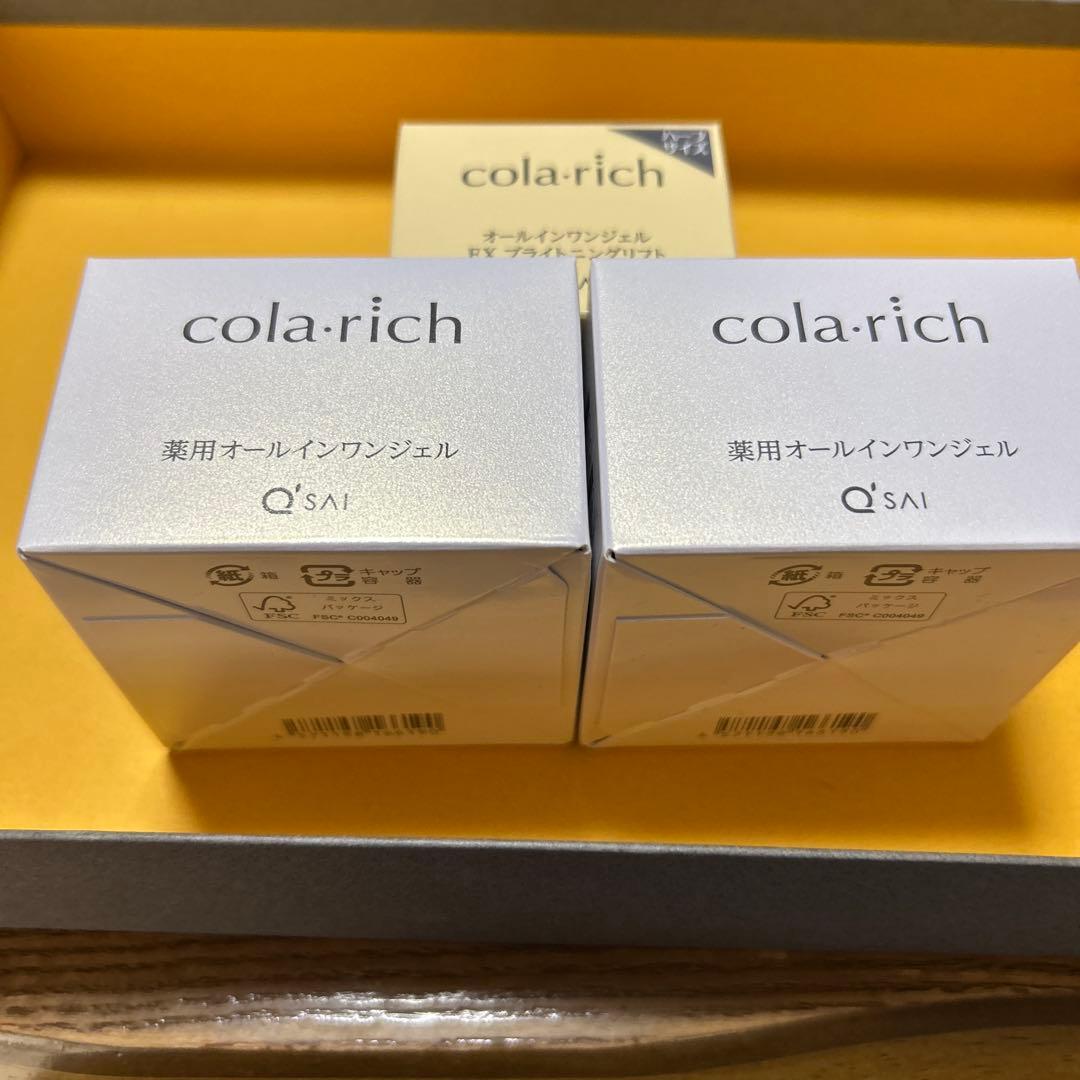 ハーフ
サイズ
cola·rich
オールインワンジェル
EX ブライトニングリフト
cola·rich
薬用オールインワンジェル
Q'SAI
紙 箱 プラ キャップ
容器
FSC
ミックス
パッケージ
FSC® C004049
cola·rich
薬用オールインワンジェル
Q'SAI
紙 箱 プラ キャップ
容器
FSC
ミックス
パッケージ
FSC® C004049